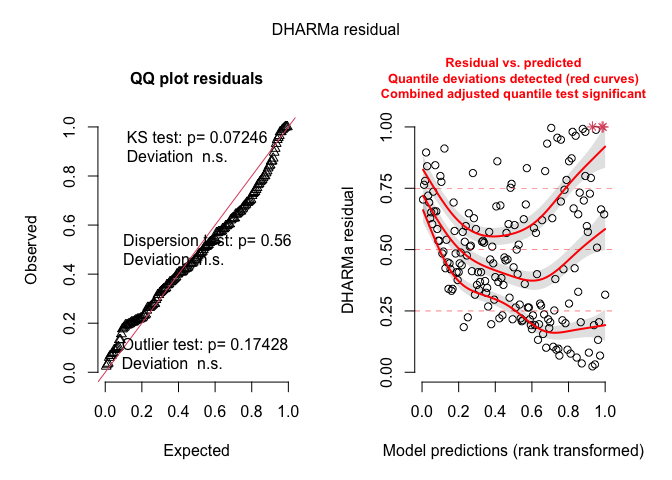 DHARMa residual
QQ plot residuals
KS test: p= 0.07246
Deviation n.s.
Dispersion test: p= 0.56
Deviation n.s.
Outlier test: p= 0.17428
Deviation n.s.
Observed
0.0 0.2 0.4 0.6 0.8 1.0
0.0 0.2 0.4 0.6 0.8 1.0
Expected
Residual vs. predicted
Quantile deviations detected (red curves)
Combined adjusted quantile test significant
DHARMa residual
0.00 0.25 0.50 0.75 1.00
0.0 0.2 0.4 0.6 0.8 1.0
Model predictions (rank transformed)